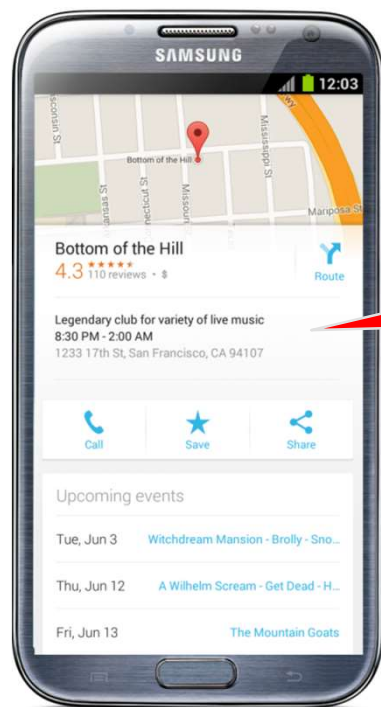 SAMSUNG
12:03
sconsin St
Bottom of the Hill
Mississippi St
Missouri
Mariposa St
Bottom of the Hill
4.3 110 reviews • $
Route
Legendary club for variety of live music
8:30 PM - 2:00 AM
1233 17th St, San Francisco, CA 94107
Call
Save
Share
Upcoming events
Tue, Jun 3 Witchdream Mansion - Brolly - Sno...
Thu, Jun 12 A Wilhelm Scream - Get Dead - H...
Fri, Jun 13 The Mountain Goats